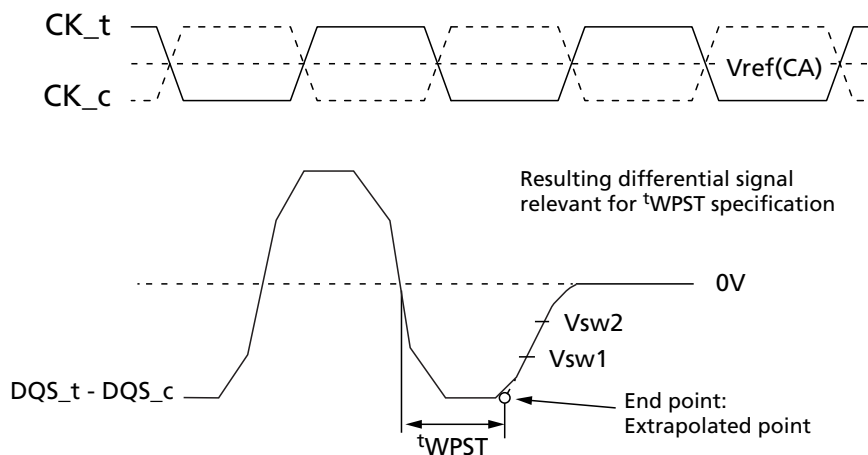 CK_t
Vref(CA)
CK_c
Resulting differential signal
relevant for tWPST specification
0V
Vsw2
Vsw1
DQS_t - DQS_c
End point:
Extrapolated point
tWPST